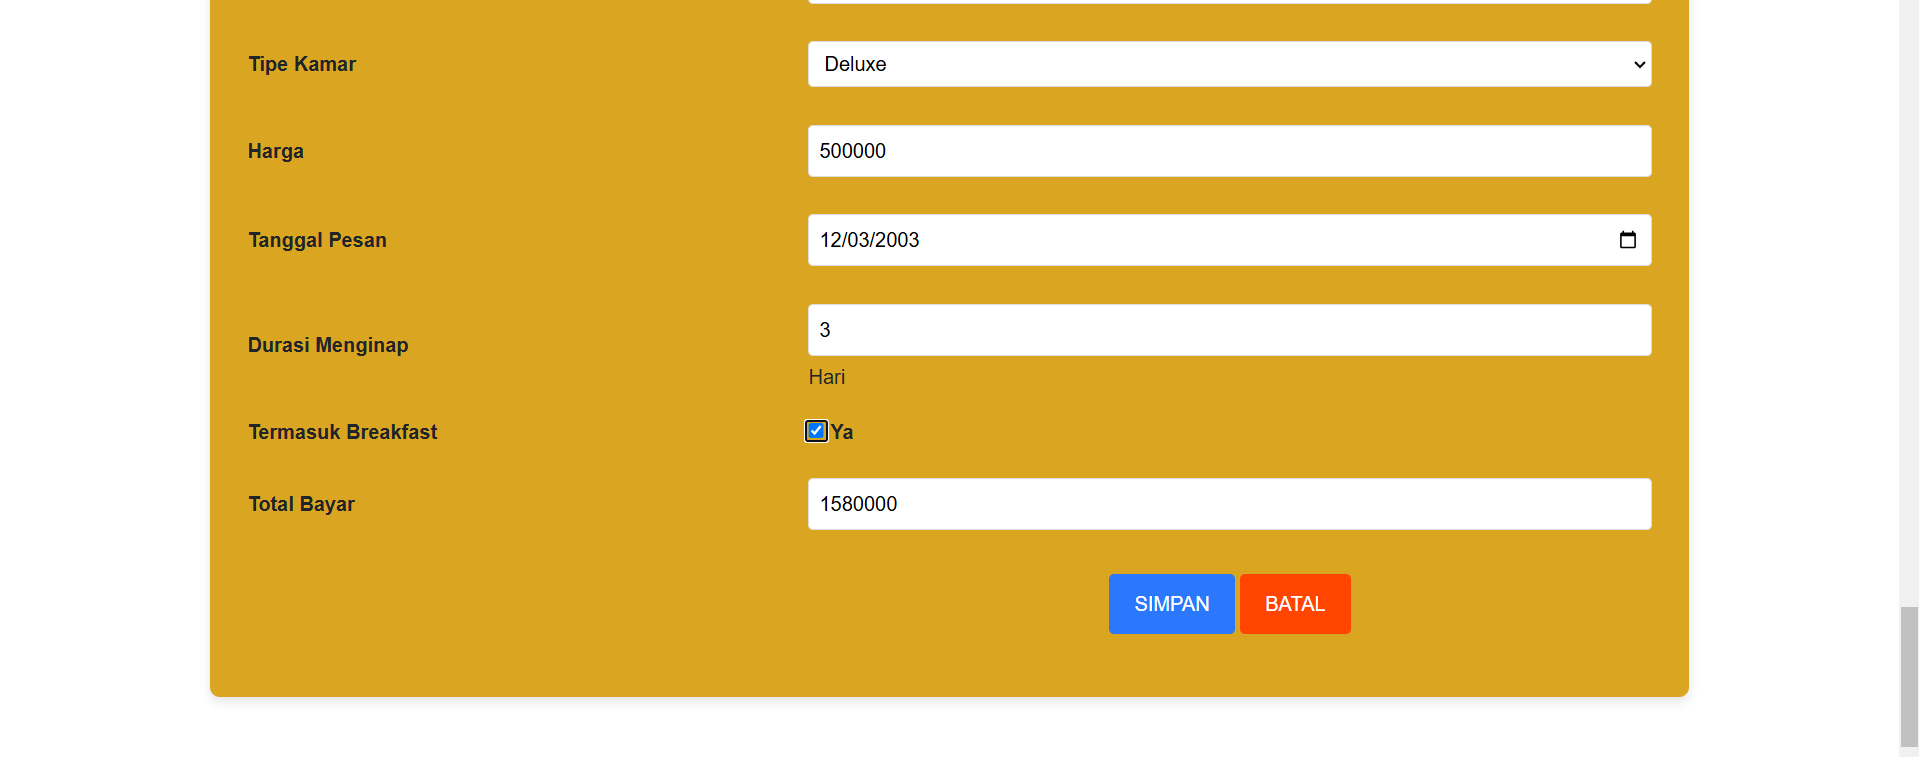 Tipe Kamar
Deluxe
Harga
500000
Tanggal Pesan
12/03/2003
Durasi Menginap
3
Hari
Termasuk Breakfast
Ya
Total Bayar
1580000
SIMPAN
BATAL